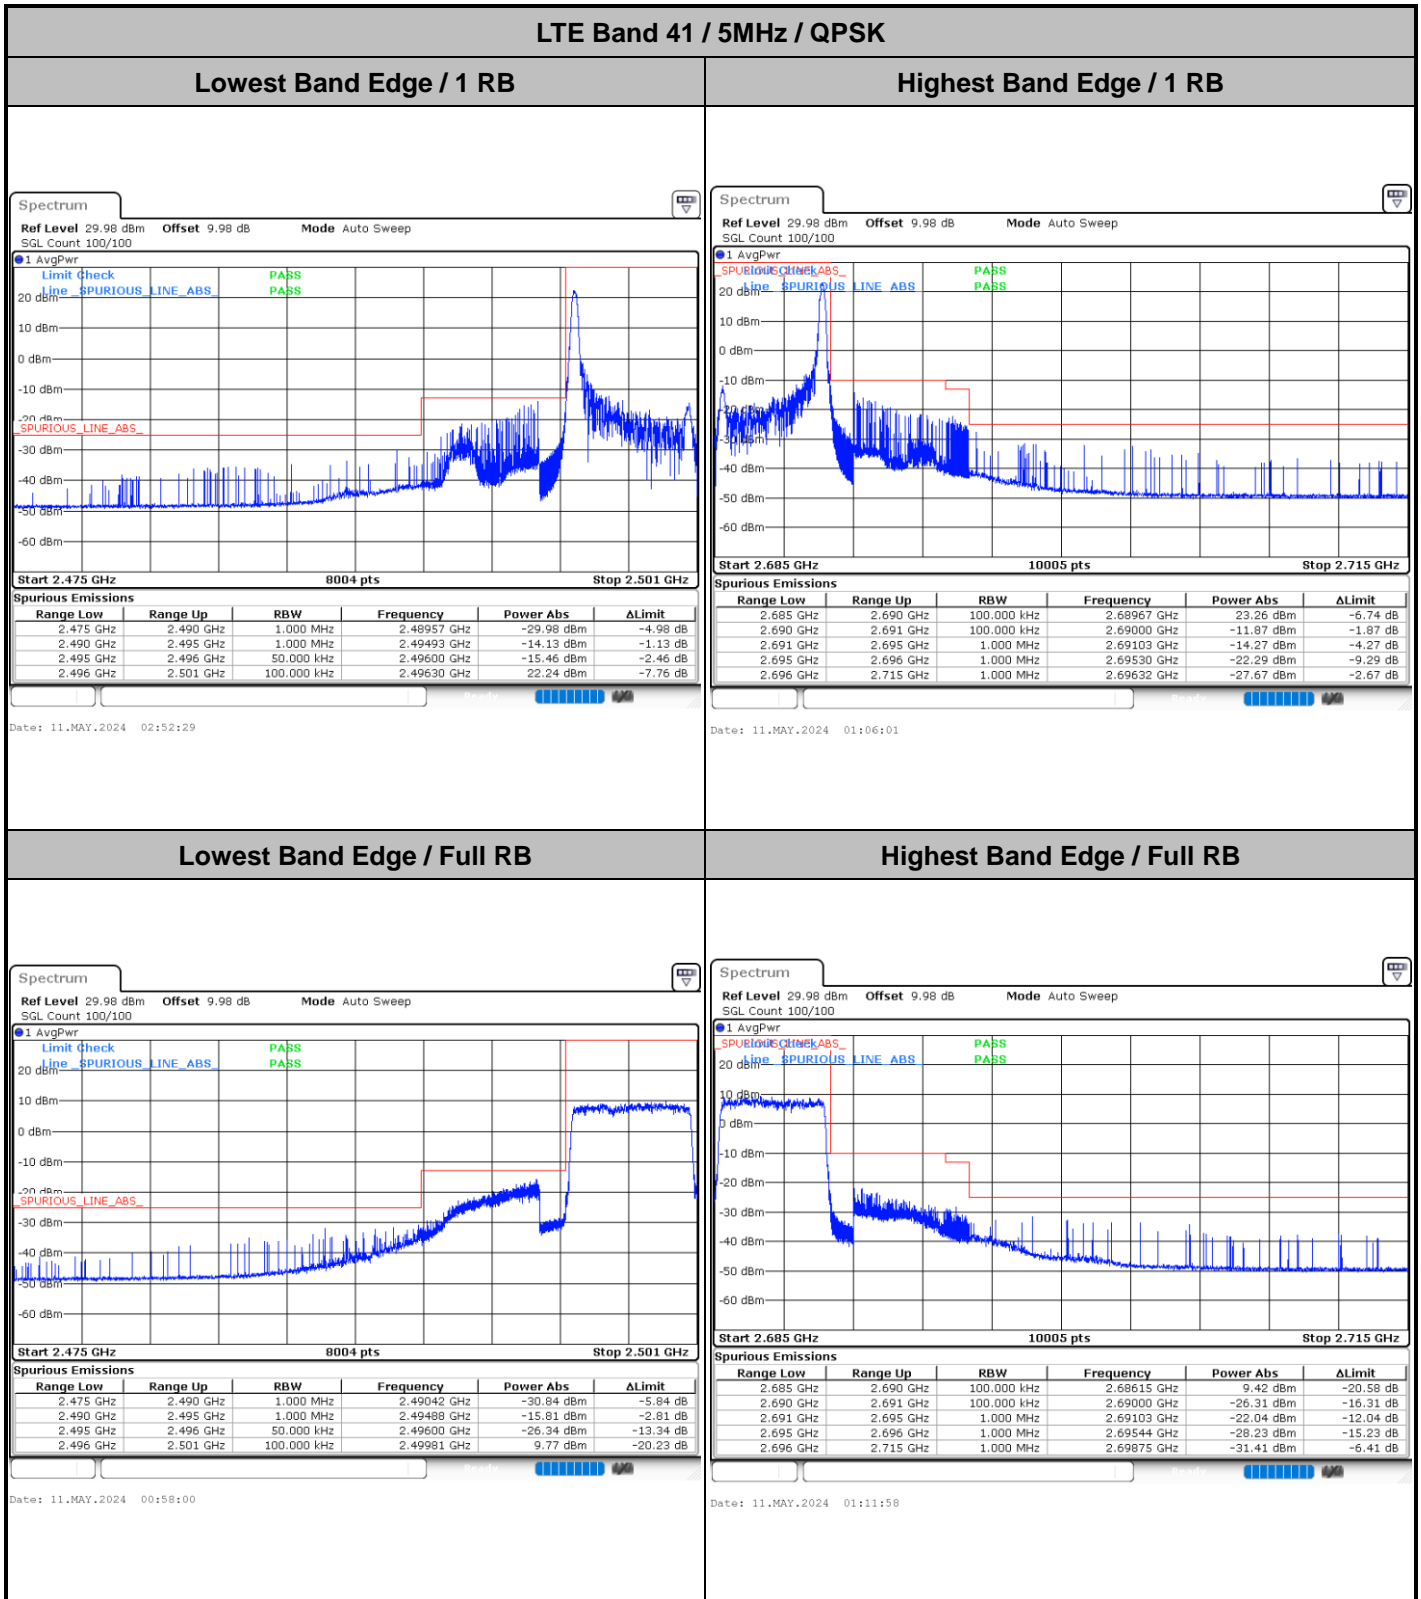 LTE Band 41 / 5MHz / QPSK
Lowest Band Edge / 1 RB
Highest Band Edge / 1 RB
Spectrum
Ref Level 29.98 dBm Offset 9.98 dB Mode Auto Sweep
SGL Count 100/100
1 AvgPwr
Limit Check PASS
Line _SPURIOUS_LINE_ABS_ PASS
20 dBm
10 dBm
0 dBm
-10 dBm
-20 dBm
_SPURIOUS_LINE_ABS_
-30 dBm
-40 dBm
-50 dBm
-60 dBm
Start 2.475 GHz 8004 pts Stop 2.501 GHz
Spurious Emissions
Range Low Range Up RBW Frequency Power Abs ΔLimit
2.475 GHz 2.490 GHz 1.000 MHz 2.48957 GHz -29.98 dBm -4.98 dB
2.490 GHz 2.495 GHz 1.000 MHz 2.49493 GHz -14.13 dBm -1.13 dB
2.495 GHz 2.496 GHz 50.000 kHz 2.49600 GHz -15.46 dBm -2.46 dB
2.496 GHz 2.501 GHz 100.000 kHz 2.49630 GHz 22.24 dBm -7.76 dB
Ready
Date: 11.MAY.2024 02:52:29
Spectrum
Ref Level 29.98 dBm Offset 9.98 dB Mode Auto Sweep
SGL Count 100/100
1 AvgPwr
_SPURIOUS_LINE_ABS_
Limit Check PASS
Line _SPURIOUS_LINE_ABS_ PASS
20 dBm
10 dBm
0 dBm
-10 dBm
-20 dBm
-30 dBm
-40 dBm
-50 dBm
-60 dBm
Start 2.685 GHz 10005 pts Stop 2.715 GHz
Spurious Emissions
Range Low Range Up RBW Frequency Power Abs ΔLimit
2.685 GHz 2.690 GHz 100.000 kHz 2.68967 GHz 23.26 dBm -6.74 dB
2.690 GHz 2.691 GHz 100.000 kHz 2.69000 GHz -11.87 dBm -1.87 dB
2.691 GHz 2.695 GHz 1.000 MHz 2.69103 GHz -14.27 dBm -4.27 dB
2.695 GHz 2.696 GHz 1.000 MHz 2.69530 GHz -22.29 dBm -9.29 dB
2.696 GHz 2.715 GHz 1.000 MHz 2.69632 GHz -27.67 dBm -2.67 dB
Ready
Date: 11.MAY.2024 01:06:01
Lowest Band Edge / Full RB
Highest Band Edge / Full RB
Spectrum
Ref Level 29.98 dBm Offset 9.98 dB Mode Auto Sweep
SGL Count 100/100
1 AvgPwr
Limit Check PASS
Line _SPURIOUS_LINE_ABS_ PASS
20 dBm
10 dBm
0 dBm
-10 dBm
-20 dBm
_SPURIOUS_LINE_ABS_
-30 dBm
-40 dBm
-50 dBm
-60 dBm
Start 2.475 GHz 8004 pts Stop 2.501 GHz
Spurious Emissions
Range Low Range Up RBW Frequency Power Abs ΔLimit
2.475 GHz 2.490 GHz 1.000 MHz 2.49042 GHz -30.84 dBm -5.84 dB
2.490 GHz 2.495 GHz 1.000 MHz 2.49488 GHz -15.81 dBm -2.81 dB
2.495 GHz 2.496 GHz 50.000 kHz 2.49600 GHz -26.34 dBm -13.34 dB
2.496 GHz 2.501 GHz 100.000 kHz 2.49981 GHz 9.77 dBm -20.23 dB
Ready
Date: 11.MAY.2024 00:58:00
Spectrum
Ref Level 29.98 dBm Offset 9.98 dB Mode Auto Sweep
SGL Count 100/100
1 AvgPwr
_SPURIOUS_LINE_ABS_
Limit Check PASS
Line _SPURIOUS_LINE_ABS_ PASS
20 dBm
10 dBm
0 dBm
-10 dBm
-20 dBm
-30 dBm
-40 dBm
-50 dBm
-60 dBm
Start 2.685 GHz 10005 pts Stop 2.715 GHz
Spurious Emissions
Range Low Range Up RBW Frequency Power Abs ΔLimit
2.685 GHz 2.690 GHz 100.000 kHz 2.68615 GHz 9.42 dBm -20.58 dB
2.690 GHz 2.691 GHz 100.000 kHz 2.69000 GHz -26.31 dBm -16.31 dB
2.691 GHz 2.695 GHz 1.000 MHz 2.69103 GHz -22.04 dBm -12.04 dB
2.695 GHz 2.696 GHz 1.000 MHz 2.69544 GHz -28.23 dBm -15.23 dB
2.696 GHz 2.715 GHz 1.000 MHz 2.69875 GHz -31.41 dBm -6.41 dB
Ready
Date: 11.MAY.2024 01:11:58